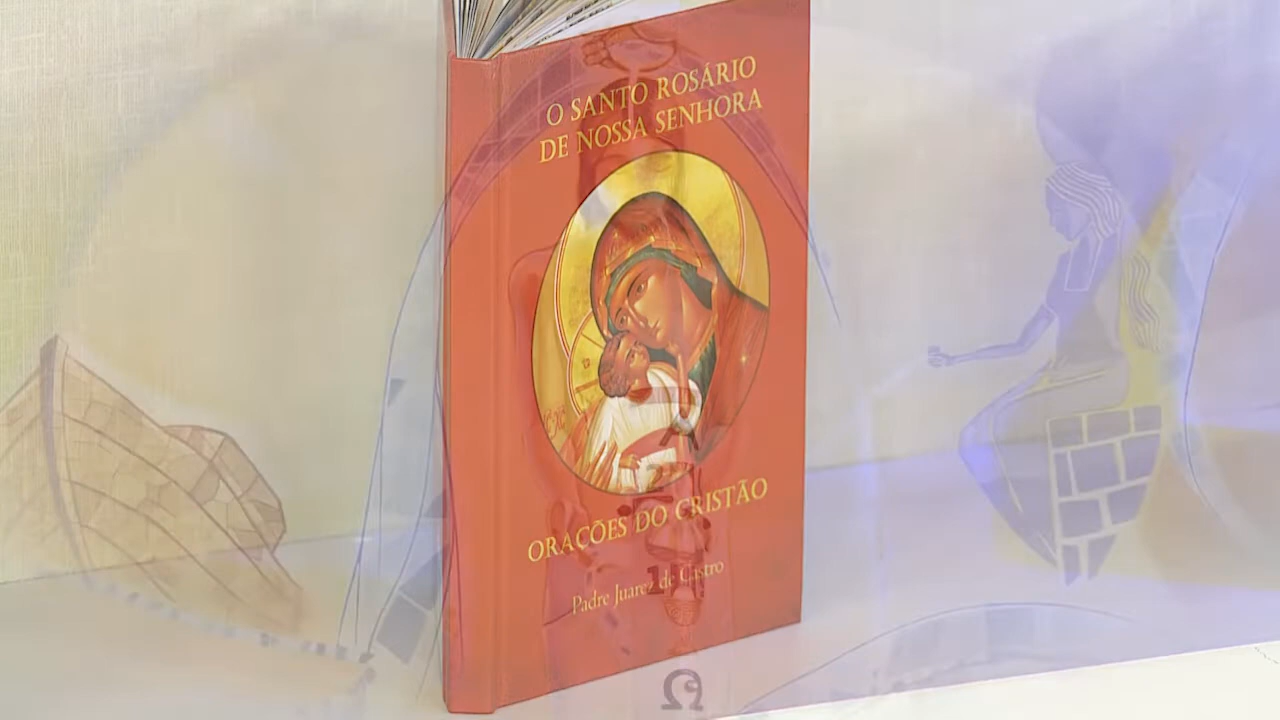 O SANTO ROSÁRIO
DE NOSSA SENHORA
ORAÇÕES DO CRISTÃO
Padre Juarez de Castro